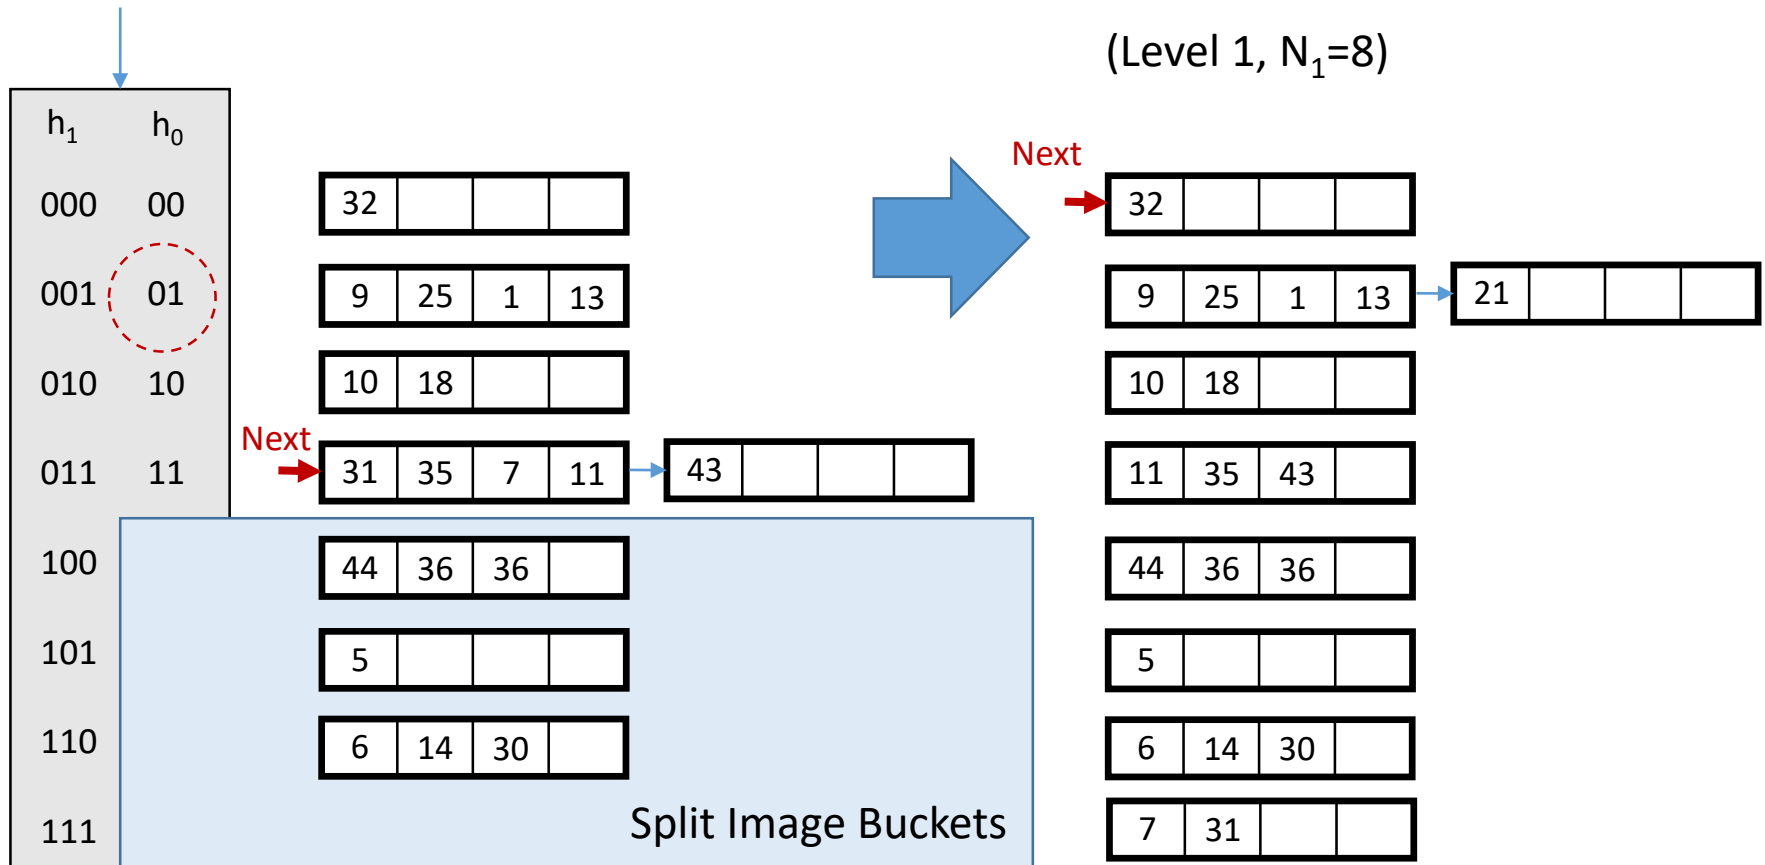 (Level 1, N₁=8)
h₁ h₀
Next
000 00 32 32
001 01 9 25 1 13 9 25 1 13 21
010 10 10 18 10 18
Next
011 11 31 35 7 11 43 11 35 43
100 44 36 36 44 36 36
101 5 5
110 6 14 30 6 14 30
111 Split Image Buckets 7 31